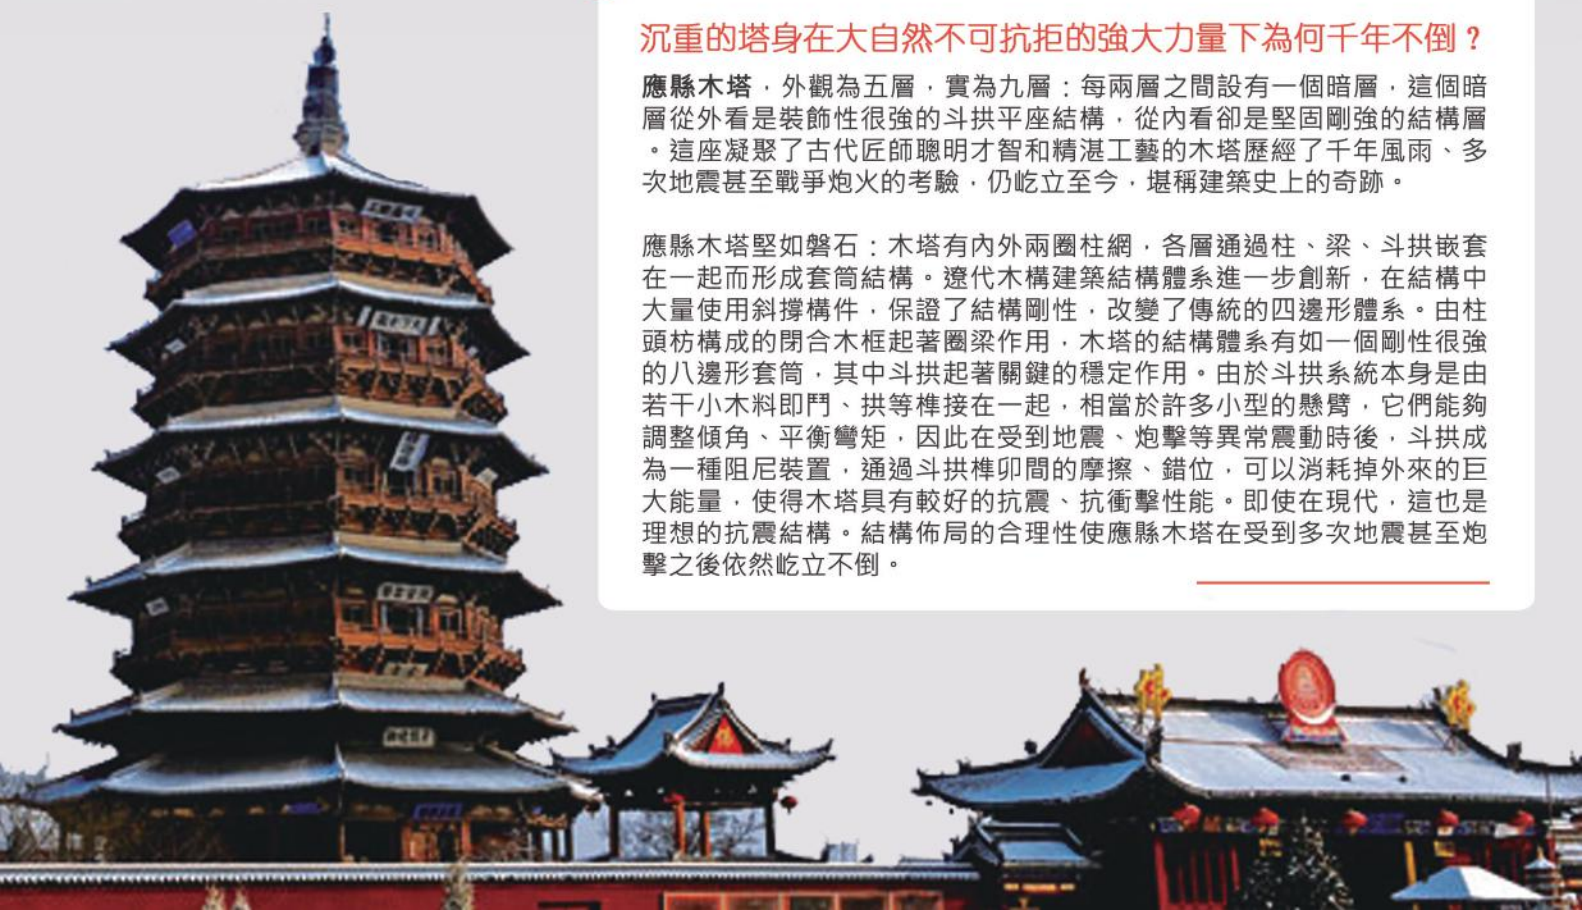 沉重的塔身在大自然不可抗拒的強大力量下為何千年不倒？
應縣木塔，外觀為五層，實為九層：每兩層之間設有一個暗層，這個暗
層從外看是裝飾性很強的斗拱平座結構，從內看卻是堅固剛強的結構層
。這座凝聚了古代匠師聰明才智和精湛工藝的木塔歷經了千年風雨、多
次地震甚至戰爭炮火的考驗，仍屹立至今，堪稱建築史上的奇跡。
應縣木塔堅如磐石：木塔有內外兩圈柱網，各層通過柱、梁、斗拱嵌套
在一起而形成套筒結構。遼代木構建築結構體系進一步創新，在結構中
大量使用斜撐構件，保證了結構剛性，改變了傳統的四邊形體系。由柱
頭枋構成的閉合木框起著圈梁作用，木塔的結構體系有如一個剛性很強
的八邊形套筒，其中斗拱起著關鍵的穩定作用。由於斗拱系統本身是由
若干小木料即鬥、拱等榫接在一起，相當於許多小型的懸臂，它們能夠
調整傾角、平衡彎矩，因此在受到地震、炮擊等異常震動時後，斗拱成
為一種阻尼裝置，通過斗拱榫卯間的摩擦、錯位，可以消耗掉外來的巨
大能量，使得木塔具有較好的抗震、抗衝擊性能。即使在現代，這也是
理想的抗震結構。結構佈局的合理性使應縣木塔在受到多次地震甚至炮
擊之後依然屹立不倒。